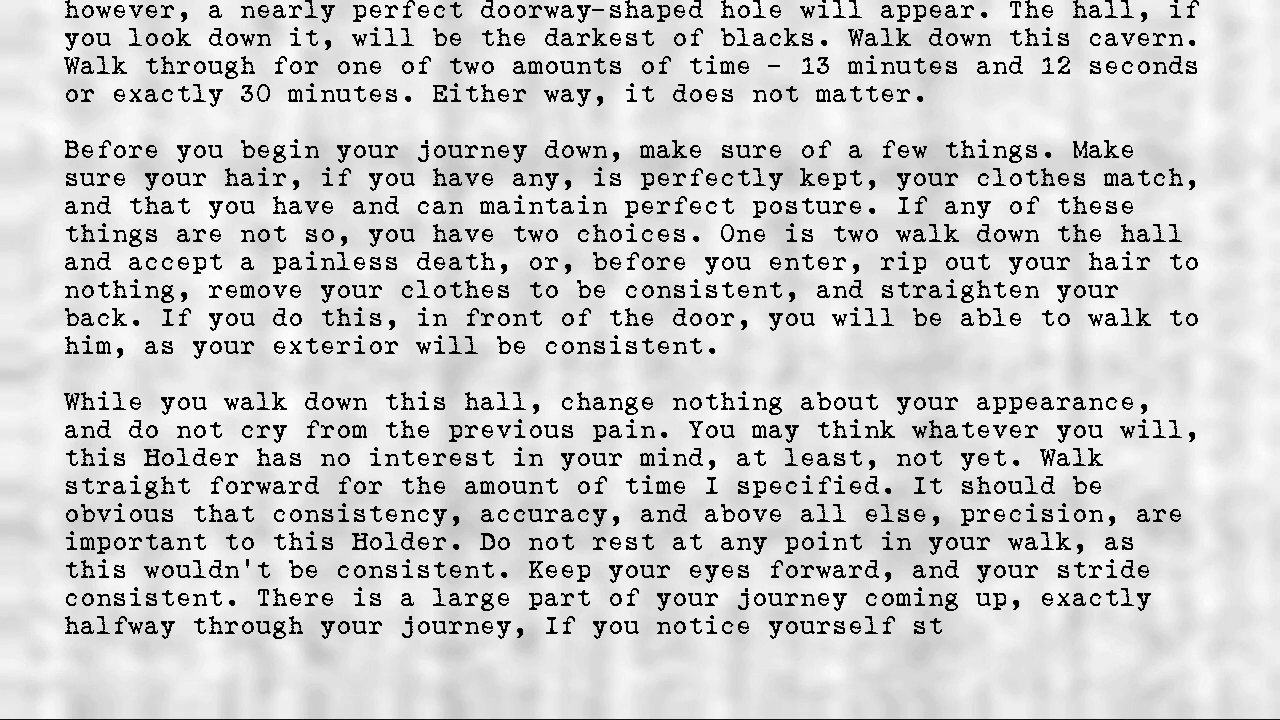 however, a nearly perfect doorway-shaped hole will appear. The hall, if
you look down it, will be the darkest of blacks. Walk down this cavern.
Walk through for one of two amounts of time - 13 minutes and 12 seconds
or exactly 30 minutes. Either way, it does not matter.
Before you begin your journey down, make sure of a few things. Make
sure your hair, if you have any, is perfectly kept, your clothes match,
and that you have and can maintain perfect posture. If any of these
things are not so, you have two choices. One is two walk down the hall
and accept a painless death, or, before you enter, rip out your hair to
nothing, remove your clothes to be consistent, and straighten your
back. If you do this, in front of the door, you will be able to walk to
him, as your exterior will be consistent.
While you walk down this hall, change nothing about your appearance,
and do not cry from the previous pain. You may think whatever you will,
this Holder has no interest in your mind, at least, not yet. Walk
straight forward for the amount of time I specified. It should be
obvious that consistency, accuracy, and above all else, precision, are
important to this Holder. Do not rest at any point in your walk, as
this wouldn't be consistent. Keep your eyes forward, and your stride
consistent. There is a large part of your journey coming up, exactly
halfway through your journey, If you notice yourself st